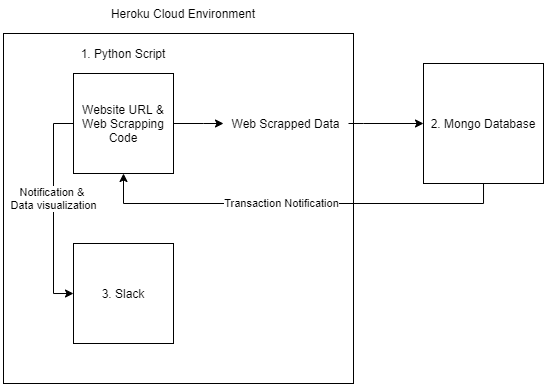 Heroku Cloud Environment
1. Python Script
Website URL &
Web Scrapping
Code
Web Scrapped Data
2. Mongo Database
Notification &
Data visualization
Transaction Notification
3. Slack